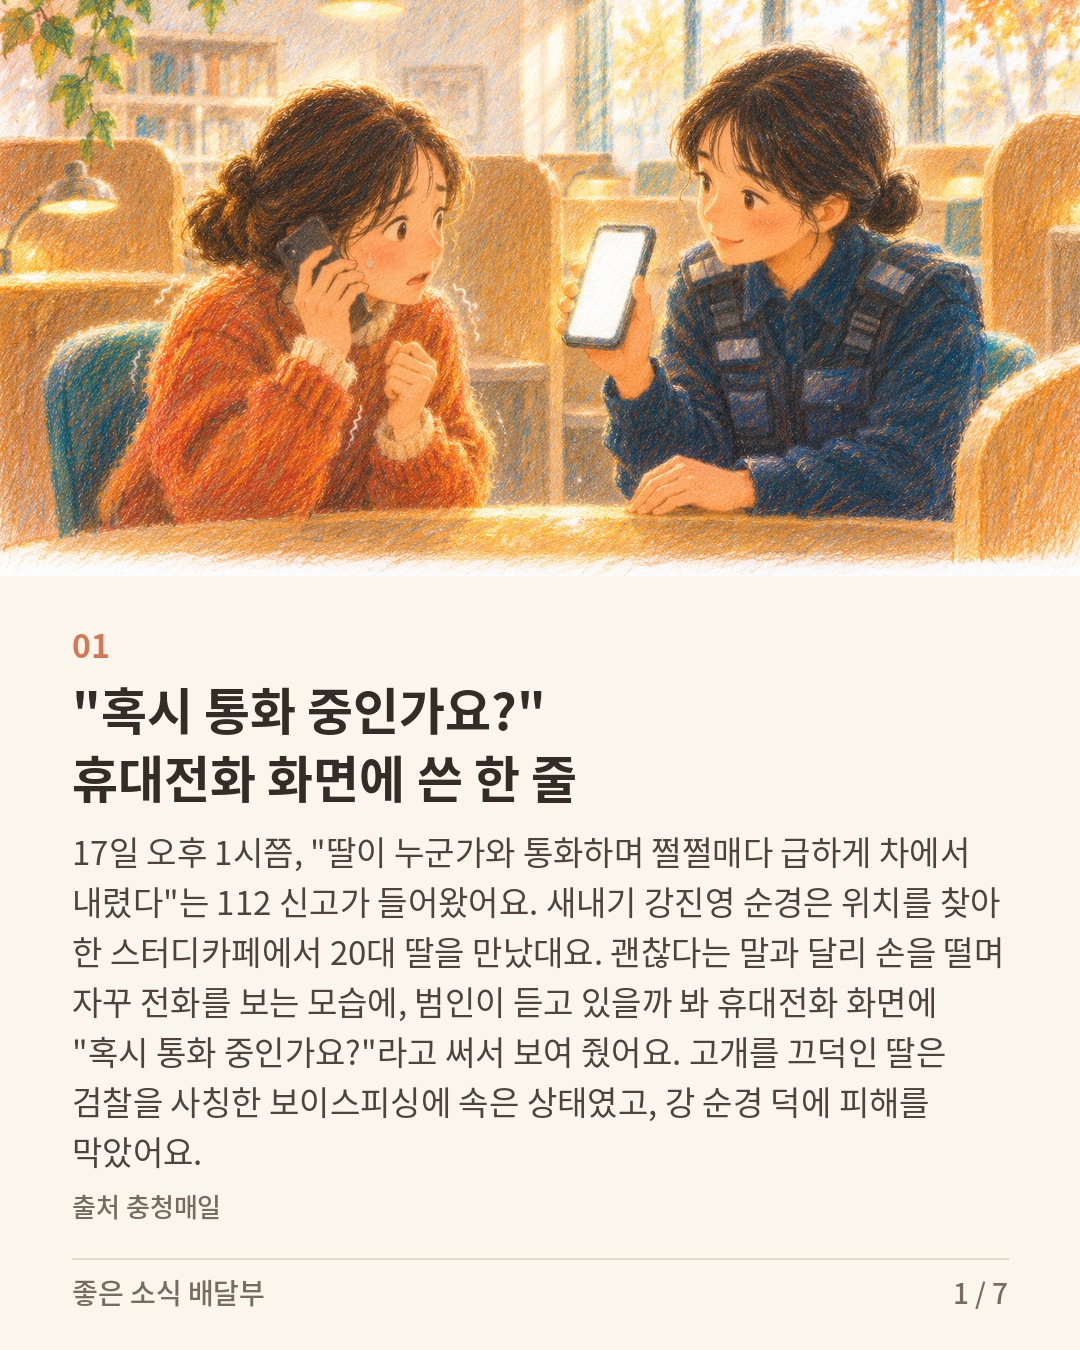 01
"혹시 통화 중인가요?"
휴대전화 화면에 쓴 한 줄
17일 오후 1시쯤, "딸이 누군가와 통화하며 쩔쩔매다 급하게 차에서
내렸다"는 112 신고가 들어왔어요. 새내기 강진영 순경은 위치를 찾아
한 스터디카페에서 20대 딸을 만났대요. 괜찮다는 말과 달리 손을 떨며
자꾸 전화를 보는 모습에, 범인이 듣고 있을까 봐 휴대전화 화면에
"혹시 통화 중인가요?"라고 써서 보여 줬어요. 고개를 끄덕인 딸은
검찰을 사칭한 보이스피싱에 속은 상태였고, 강 순경 덕에 피해를
막았어요.
출처 충청매일
좋은 소식 배달부
1 / 7